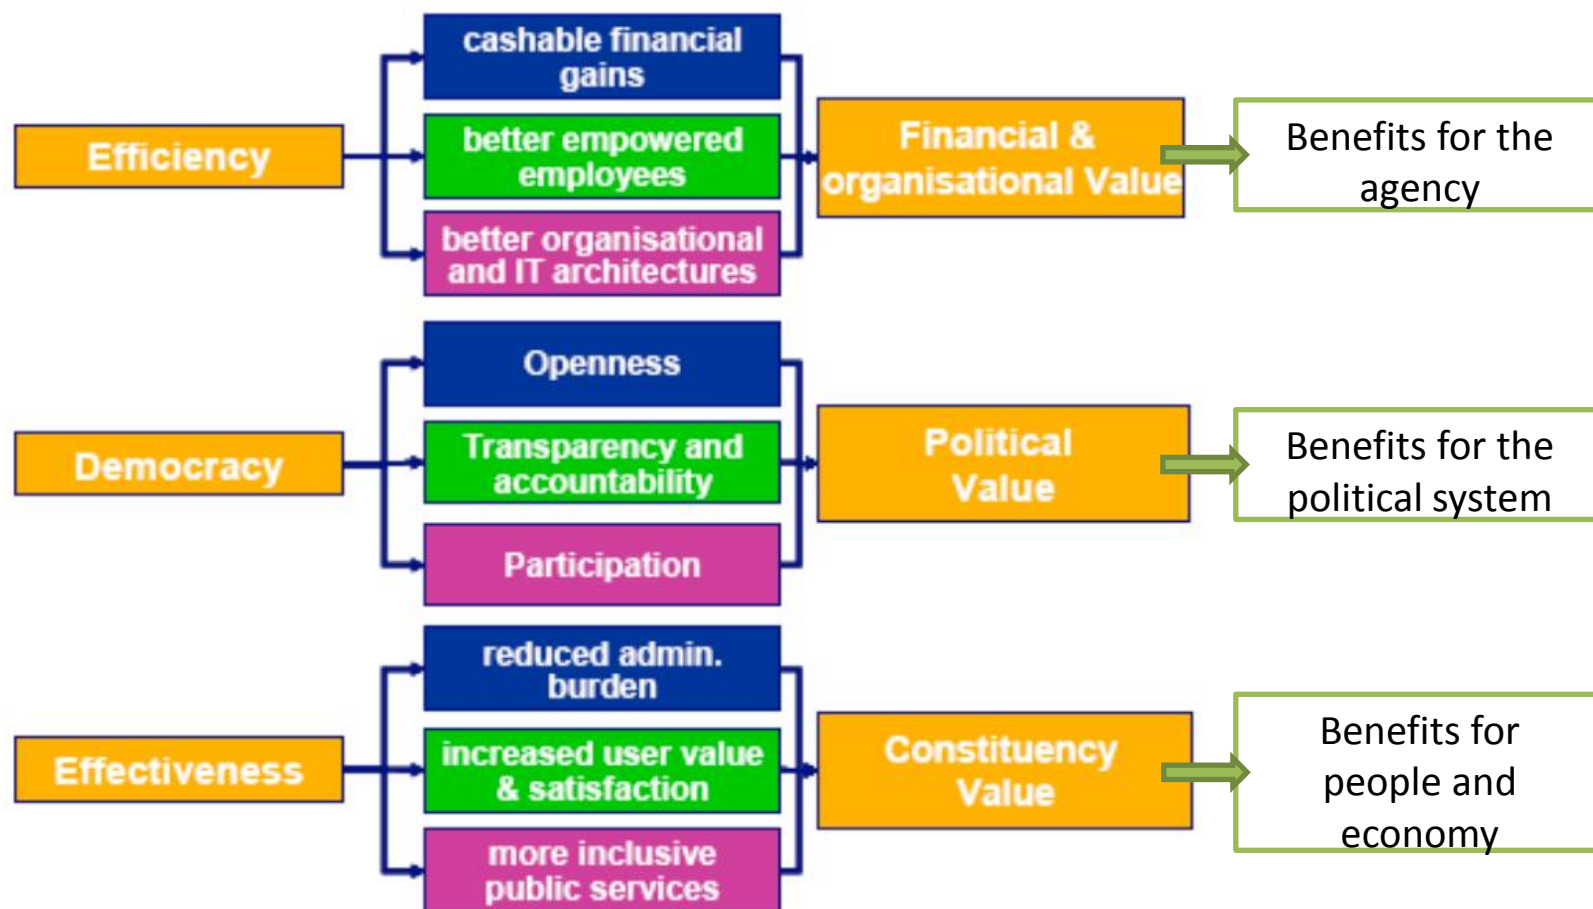 Efficiency
cashable financial
gains
better empowered
employees
better organisational
and IT architectures
Financial &
organisational Value
Benefits for the
agency
Democracy
Openness
Transparency and
accountability
Participation
Political
Value
Benefits for the
political system
Effectiveness
reduced admin.
burden
increased user value
& satisfaction
more inclusive
public services
Constituency
Value
Benefits for
people and
economy